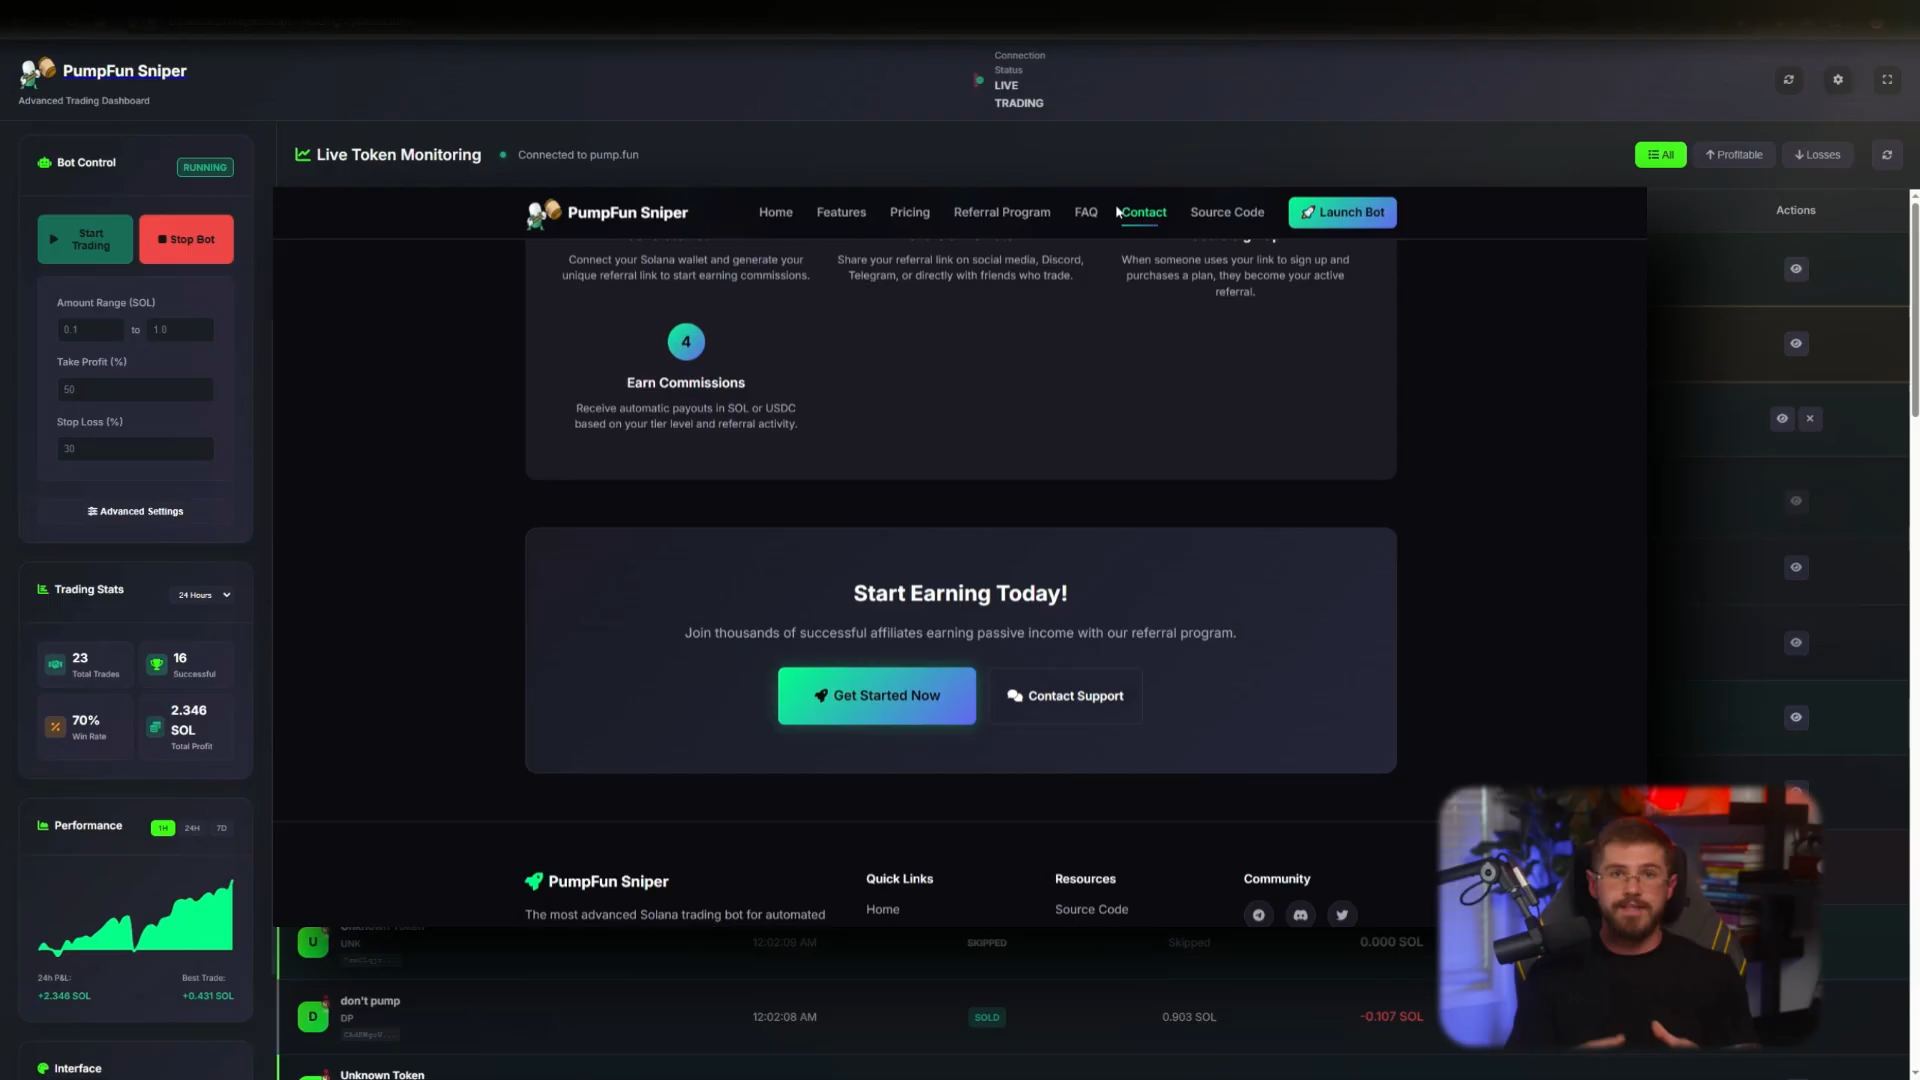 PumpFun Sniper
Advanced Trading Dashboard
Connection
Status
LIVE
TRADING
Bot Control
RUNNING
Start
Trading
Stop Bot
Amount Range (SOL)
0.1 to 1.0
Take Profit (%)
50
Stop Loss (%)
30
Advanced Settings
Trading Stats
24 Hours
23
Total Trades
16
Successful
70%
Win Rate
2.346
SOL
Total Profit
Performance
1H 24H 7D
24h P&L:
+2.346 SOL
Best Trade:
+0.431 SOL
Interface
Live Token Monitoring
Connected to pump.fun
All
Profitable
Losses
Actions
PumpFun Sniper
Home Features Pricing Referral Program FAQ Contact Source Code
Launch Bot
Connect your Solana wallet and generate your
unique referral link to start earning commissions.
Share your referral link on social media, Discord,
Telegram, or directly with friends who trade.
When someone uses your link to sign up and
purchases a plan, they become your active
referral.
4
Earn Commissions
Receive automatic payouts in SOL or USDC
based on your tier level and referral activity.
Start Earning Today!
Join thousands of successful affiliates earning passive income with our referral program.
Get Started Now
Contact Support
PumpFun Sniper
The most advanced Solana trading bot for automated
Quick Links
Home
Resources
Source Code
Community
U
UNK
12:02:09 AM
SKIPPED
Skipped
0.000 SOL
D
don't pump
DP
12:02:08 AM
SOLD
0.903 SOL
-0.107 SOL
Unknown Token